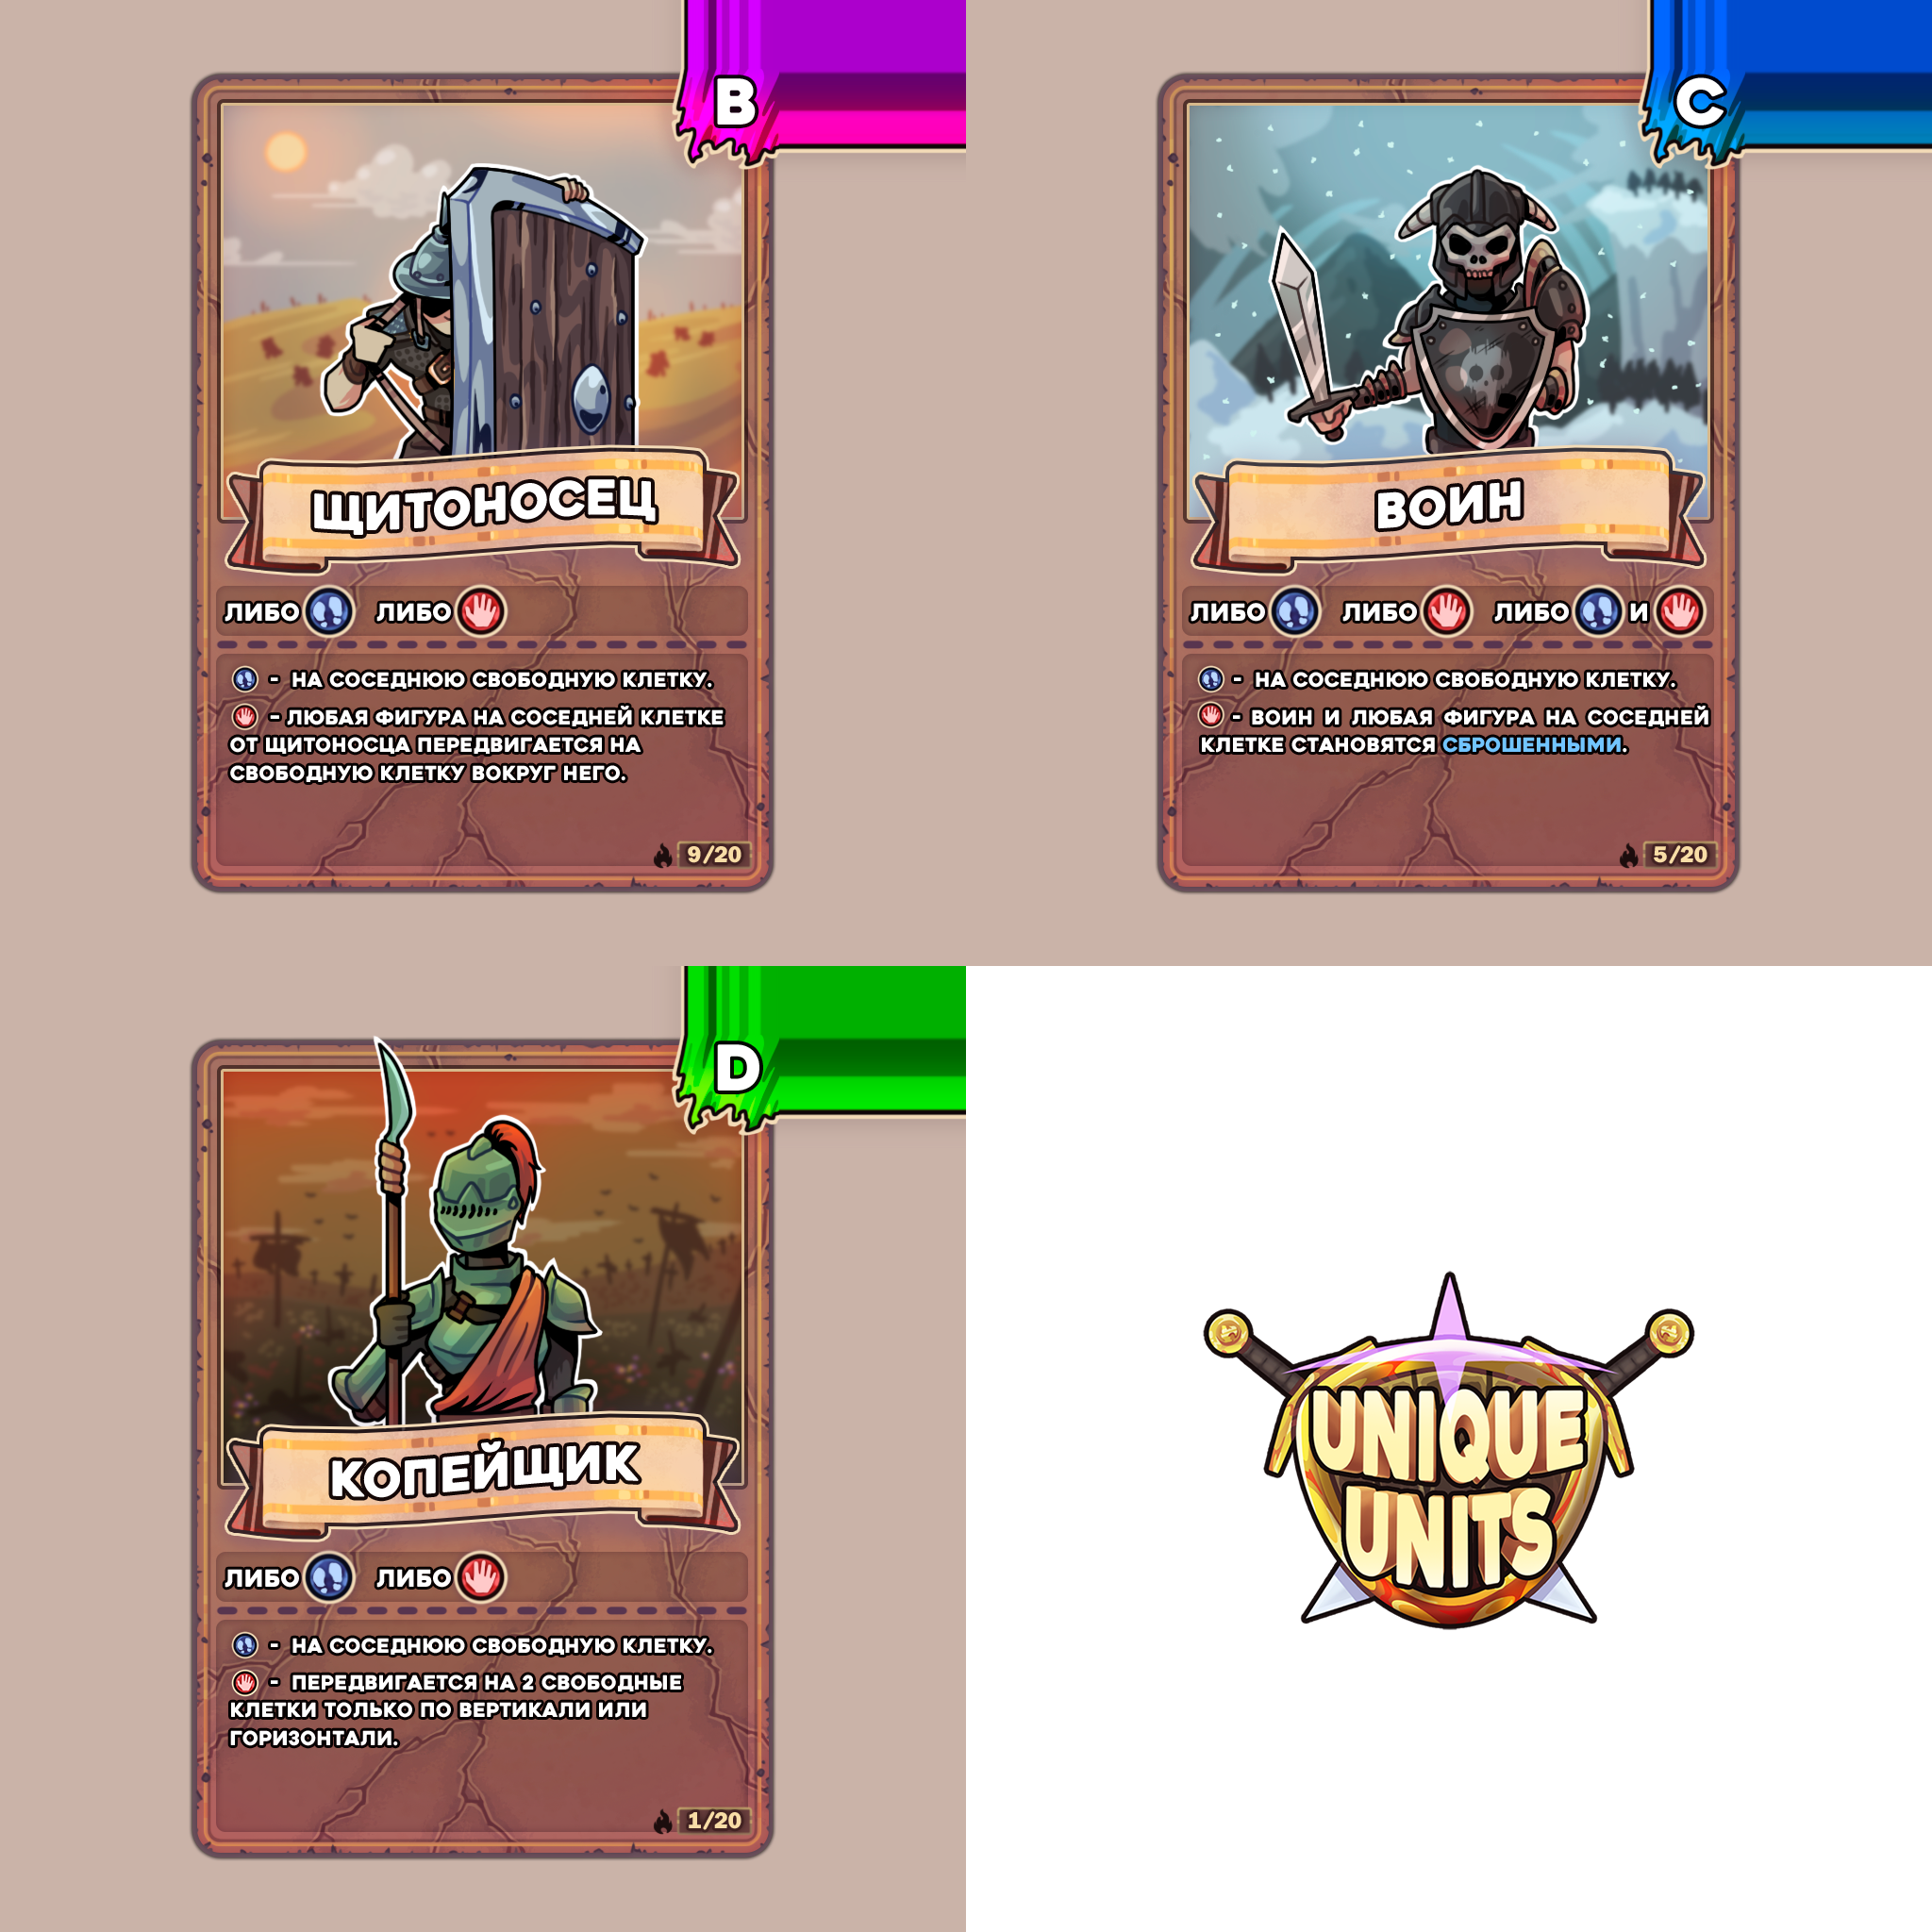 B
ЩИТОНОСЕЦ
ЛИБО ЛИБО
- НА СОСЕДНЮЮ СВОБОДНУЮ КЛЕТКУ.
- ЛЮБАЯ ФИГУРА НА СОСЕДНЕЙ КЛЕТКЕ
ОТ ЩИТОНОСЦА ПЕРЕДВИГАЕТСЯ НА
СВОБОДНУЮ КЛЕТКУ ВОКРУГ НЕГО.
9/20
C
ВОИН
ЛИБО ЛИБО ЛИБО И
- НА СОСЕДНЮЮ СВОБОДНУЮ КЛЕТКУ.
- ВОИН И ЛЮБАЯ ФИГУРА НА СОСЕДНЕЙ
КЛЕТКЕ СТАНОВЯТСЯ СБРОШЕННЫМИ.
5/20
D
КОПЕЙЩИК
ЛИБО ЛИБО
- НА СОСЕДНЮЮ СВОБОДНУЮ КЛЕТКУ.
- ПЕРЕДВИГАЕТСЯ НА 2 СВОБОДНЫЕ
КЛЕТКИ ТОЛЬКО ПО ВЕРТИКАЛИ ИЛИ
ГОРИЗОНТАЛИ.
1/20
UNIQUE
UNITS